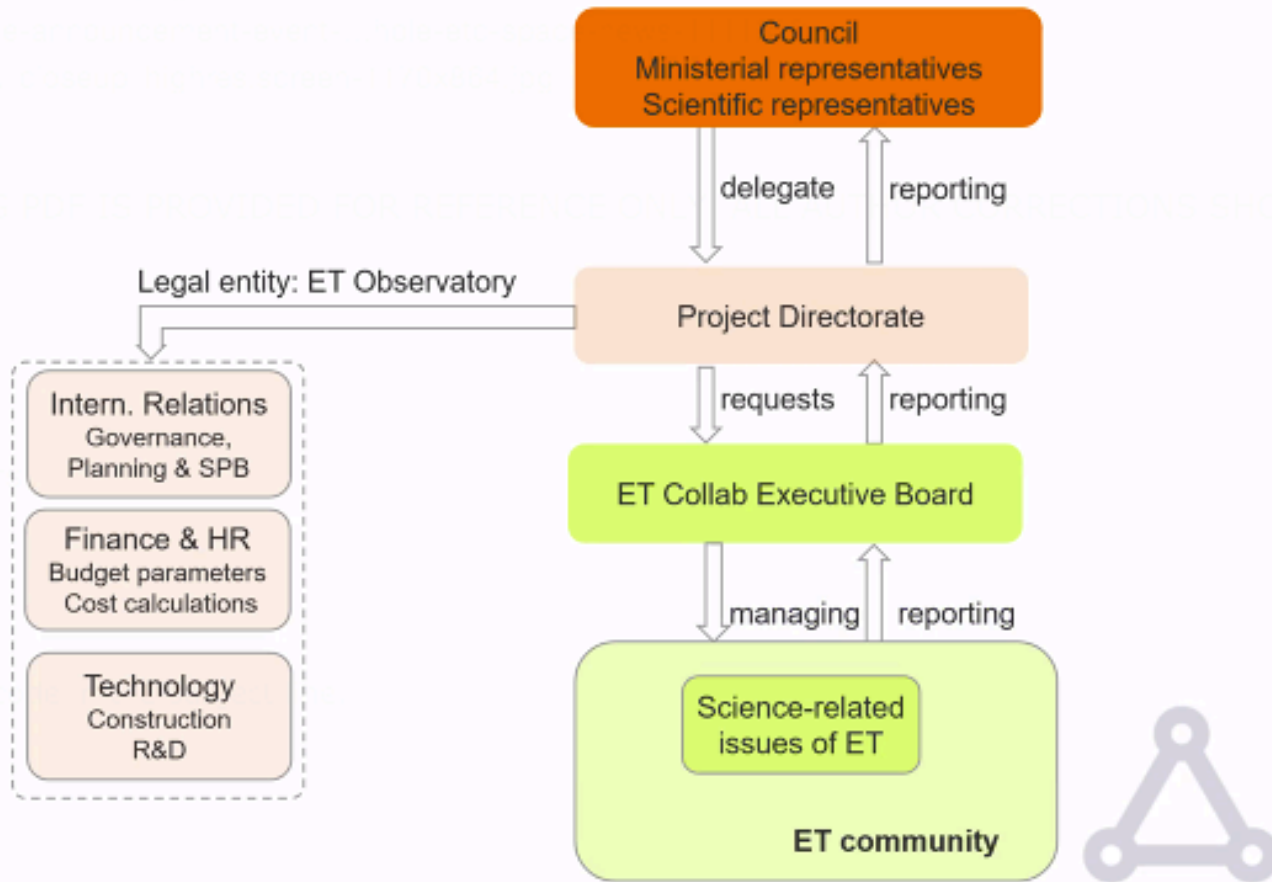 Council
Ministerial representatives
Scientific representatives
delegate
reporting
Legal entity: ET Observatory
Project Directorate
requests
reporting
Intern. Relations
Governance,
Planning & SPB
ET Collab Executive Board
Finance & HR
Budget parameters
Cost calculations
managing
reporting
Technology
Construction
R&D
Science-related
issues of ET
ET community